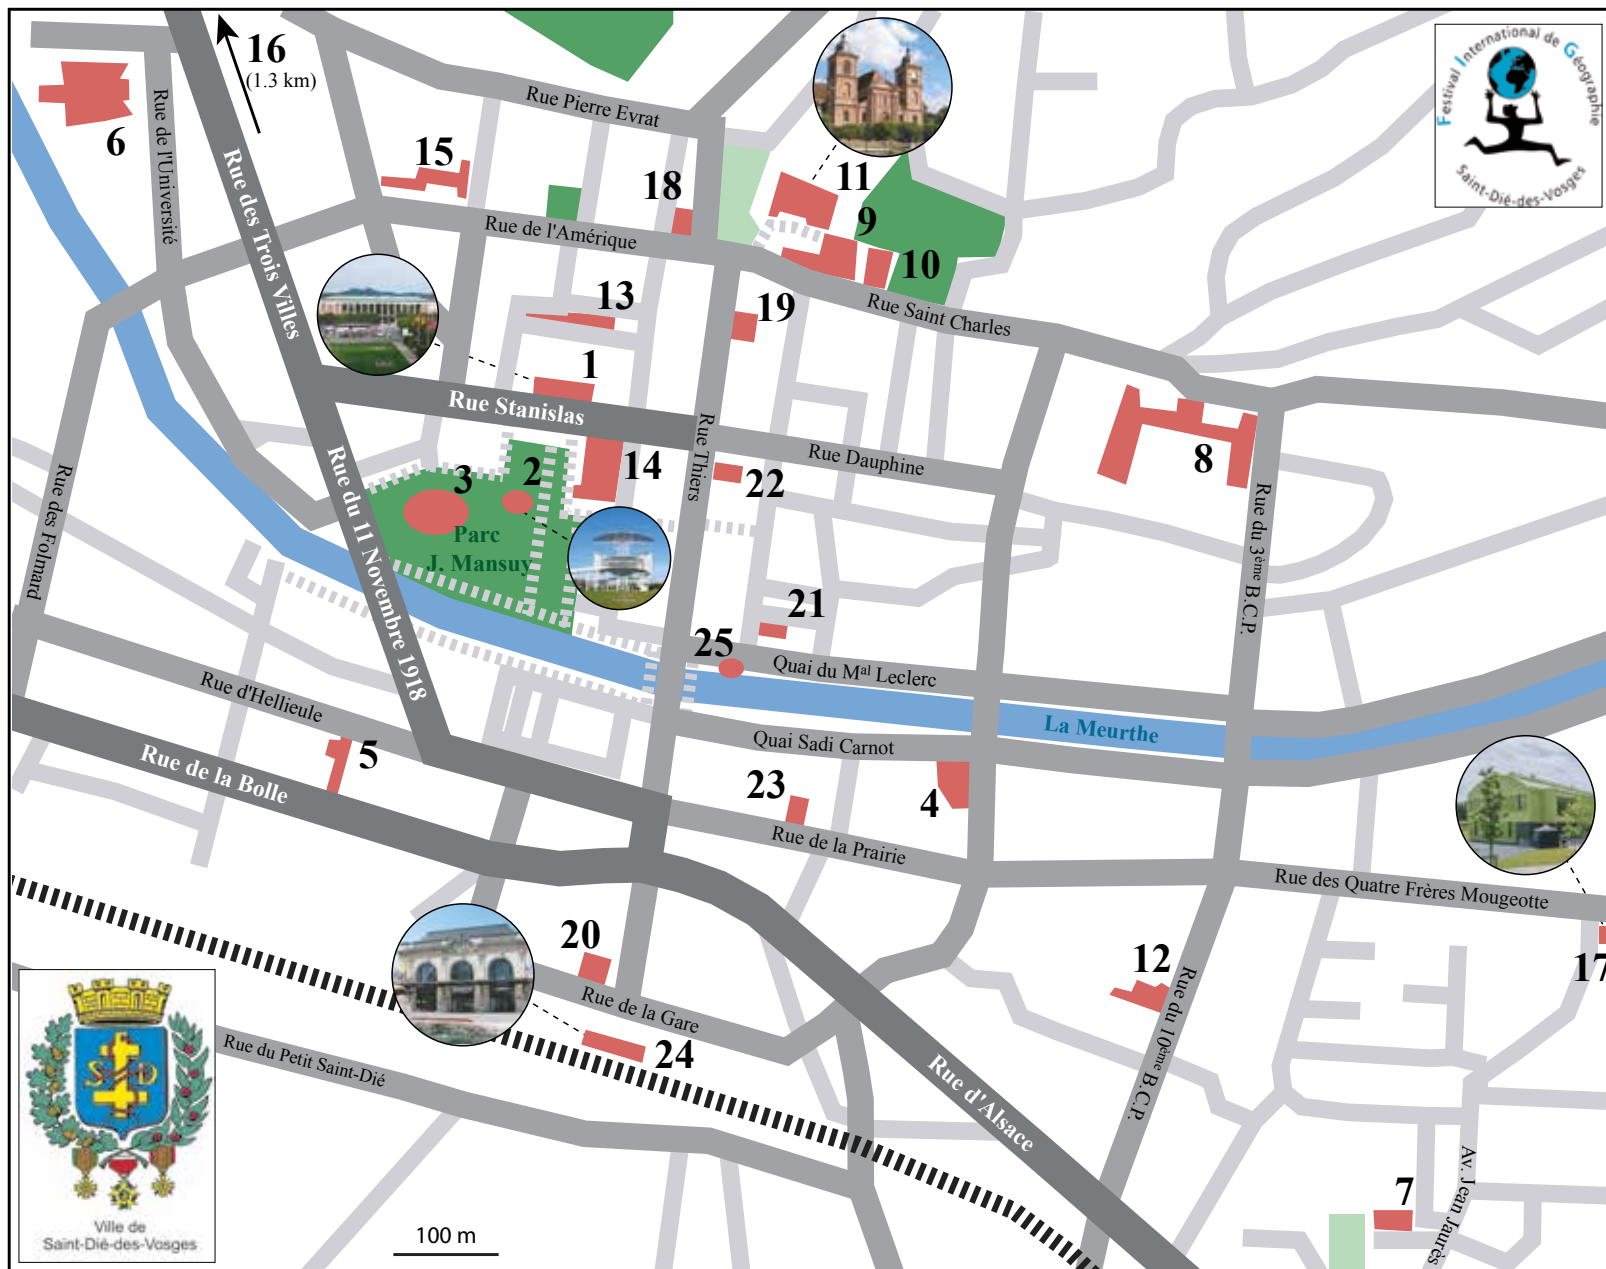 16
(1.3 km)
6
Rue de l'Université
Rue des Trois Villes
15
Rue Pierre Evrat
18
Rue de l'Amérique
11
9
10
Festival International de Géographie
Saint-Dié-des-Vosges
13
19
Rue Saint Charles
1
Rue Stanislas
Rue Thiers
Rue Dauphine
8
3
2
14
22
Parc
J. Mansuy
Rue des Folmard
Rue du 11 Novembre 1918
Rue du 3ème B.C.P.
21
25
Quai du Mal Leclerc
La Meurthe
Rue d'Hellieule
5
Quai Sadi Carnot
Rue de la Bolle
23
4
Rue de la Prairie
Rue des Quatre Frères Mougeotte
17
20
12
Rue du 10ème B.C.P.
Rue de la Gare
24
Rue du Petit Saint-Dié
Rue d'Alsace
Av. Jean Jaurès
7
S D
Ville de
Saint-Dié-des-Vosges
100 m